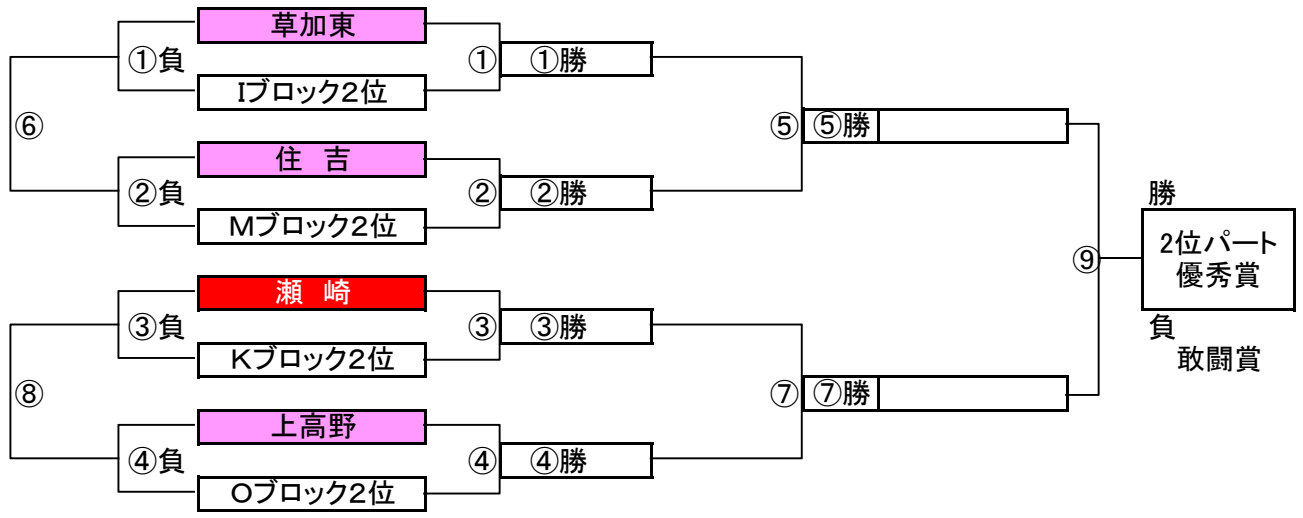 草加東
①負
①
①勝
Iブロック2位
⑥
⑤
⑤勝
住 吉
②負
②
②勝
Mブロック2位
勝
2位パート
優秀賞
⑨
瀬 崎
③負
③
③勝
負
敢闘賞
Kブロック2位
⑧
⑦
⑦勝
上高野
④負
④
④勝
Oブロック2位